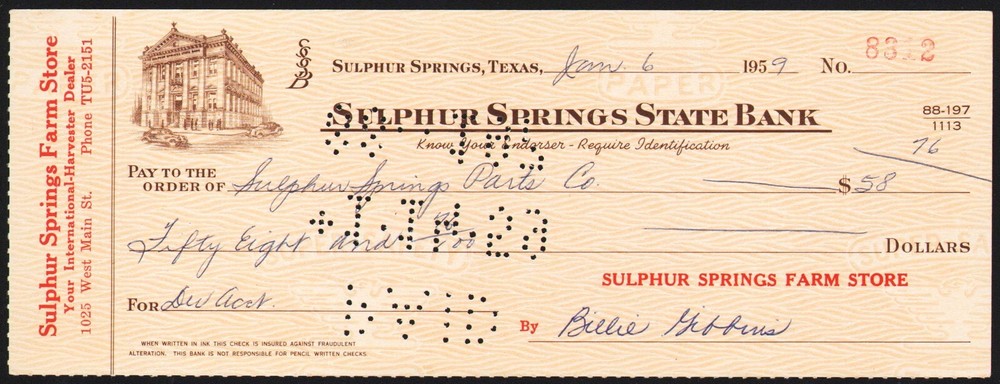 Sulphur Springs Farm Store
Your International-Harvester Dealer
1025 West Main St. Phone TU5-2151
SSSB
SULPHUR SPRINGS, TEXAS, Jan 6 1959 NO. 8312
SULPHUR SPRINGS STATE BANK
88-197
1113
Know Your Endorser - Require Identification
PAY TO THE
ORDER OF Sulphur Springs Parts Co. $58 76
Fifty Eight and 76/100 DOLLARS
SULPHUR SPRINGS FARM STORE
FOR Acct.
By Billie Gibbins
WHEN WRITTEN IN INK THIS CHECK IS INSURED AGAINST FRAUDULENT
ALTERATION. THIS BANK IS NOT RESPONSIBLE FOR PENCIL WRITTEN CHECKS